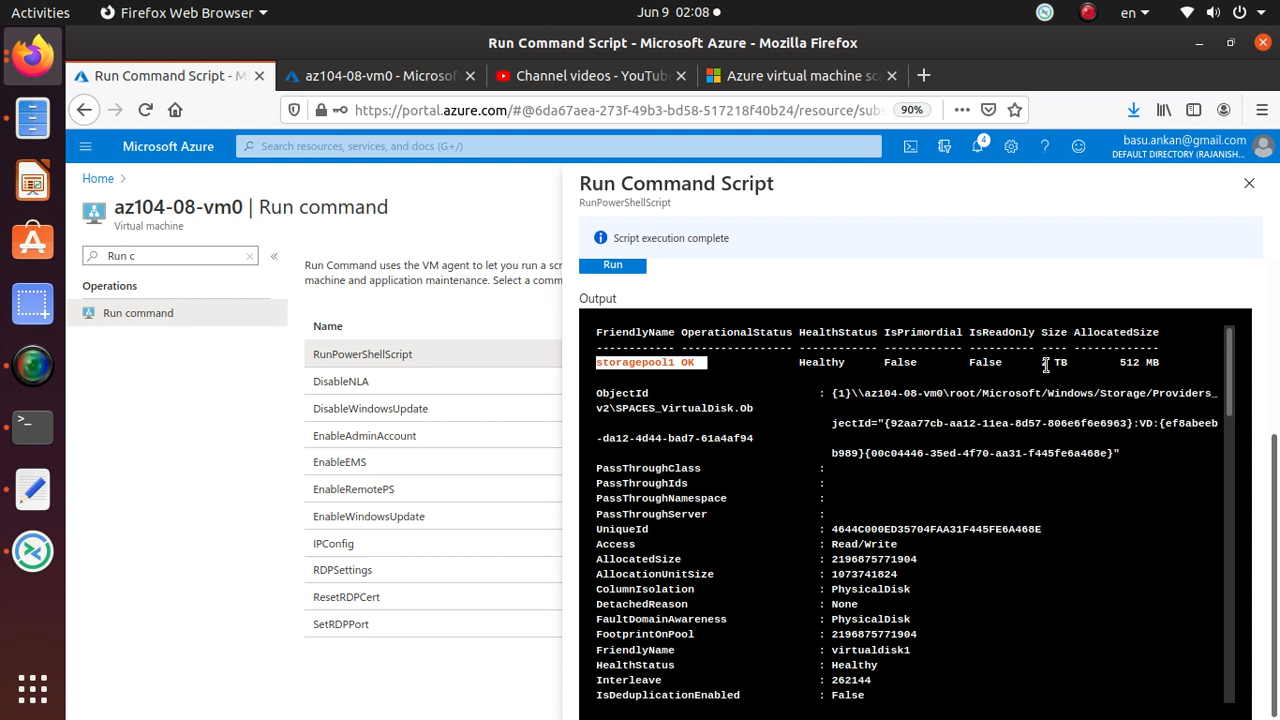 Activities Firefox Web Browser Jun 9 02:08 en
Run Command Script - Microsoft Azure - Mozilla Firefox
Run Command Script - M az104-08-vm0 - Microsof Channel videos - YouTub Azure virtual machine sca
https://portal.azure.com/#@6da67aea-273f-49b3-bd58-517218f40b24/resource/subs 90%
Microsoft Azure Search resources, services, and docs (G+/) 4 basu.ankan@gmail.com
DEFAULT DIRECTORY (RAJANISH...
Home
az104-08-vm0 | Run command
Virtual machine
Run c
Operations
Run command
Run Command uses the VM agent to let you run a scr
machine and application maintenance. Select a comm
Name
RunPowerShellScript
DisableNLA
DisableWindowsUpdate
EnableAdminAccount
EnableEMS
EnableRemotePS
EnableWindowsUpdate
IPConfig
RDPSettings
ResetRDPCert
SetRDPPort
Run Command Script
RunPowerShellScript
Script execution complete
Run
Output
FriendlyName OperationalStatus HealthStatus IsPrimordial IsReadOnly Size AllocatedSize
------------ ----------------- ------------ ------------ ---------- ---- -------------
storagepool1 OK Healthy False False TB 512 MB
ObjectId : {1}\\az104-08-vm0\root/Microsoft/Windows/Storage/Providers_
v2\SPACES_VirtualDisk.Ob
jectId="{92aa77cb-aa12-11ea-8d57-806e6f6e6963}:VD:{ef8abeeb
-da12-4d44-bad7-61a4af94
b989}{00c04446-35ed-4f70-aa31-f445fe6a468e}"
PassThroughClass :
PassThroughIds :
PassThroughNamespace :
PassThroughServer :
UniqueId : 4644C000ED35704FAA31F445FE6A468E
Access : Read/Write
AllocatedSize : 2196875771904
AllocationUnitSize : 1073741824
ColumnIsolation : PhysicalDisk
DetachedReason : None
FaultDomainAwareness : PhysicalDisk
FootprintOnPool : 2196875771904
FriendlyName : virtualdisk1
HealthStatus : Healthy
Interleave : 262144
IsDeduplicationEnabled : False